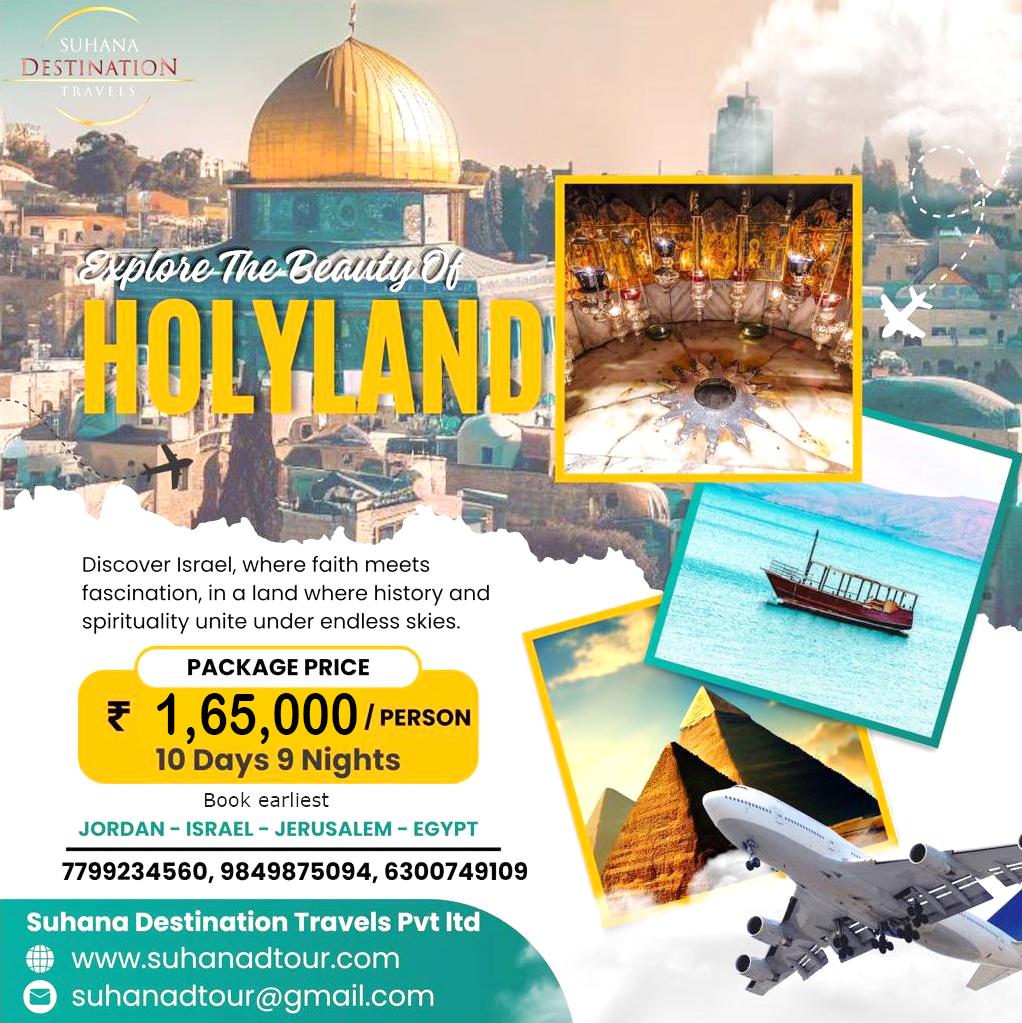 SUHANA
DESTINATION
TRAVELS
Explore The Beauty Of
HOLYLAND
Discover Israel, where faith meets
fascination, in a land where history and
spirituality unite under endless skies.
PACKAGE PRICE
₹ 1,65,000 / PERSON
10 Days 9 Nights
Book earliest
JORDAN - ISRAEL - JERUSALEM - EGYPT
7799234560, 9849875094, 6300749109
Suhana Destination Travels Pvt ltd
www.suhanadtour.com
suhanadtour@gmail.com